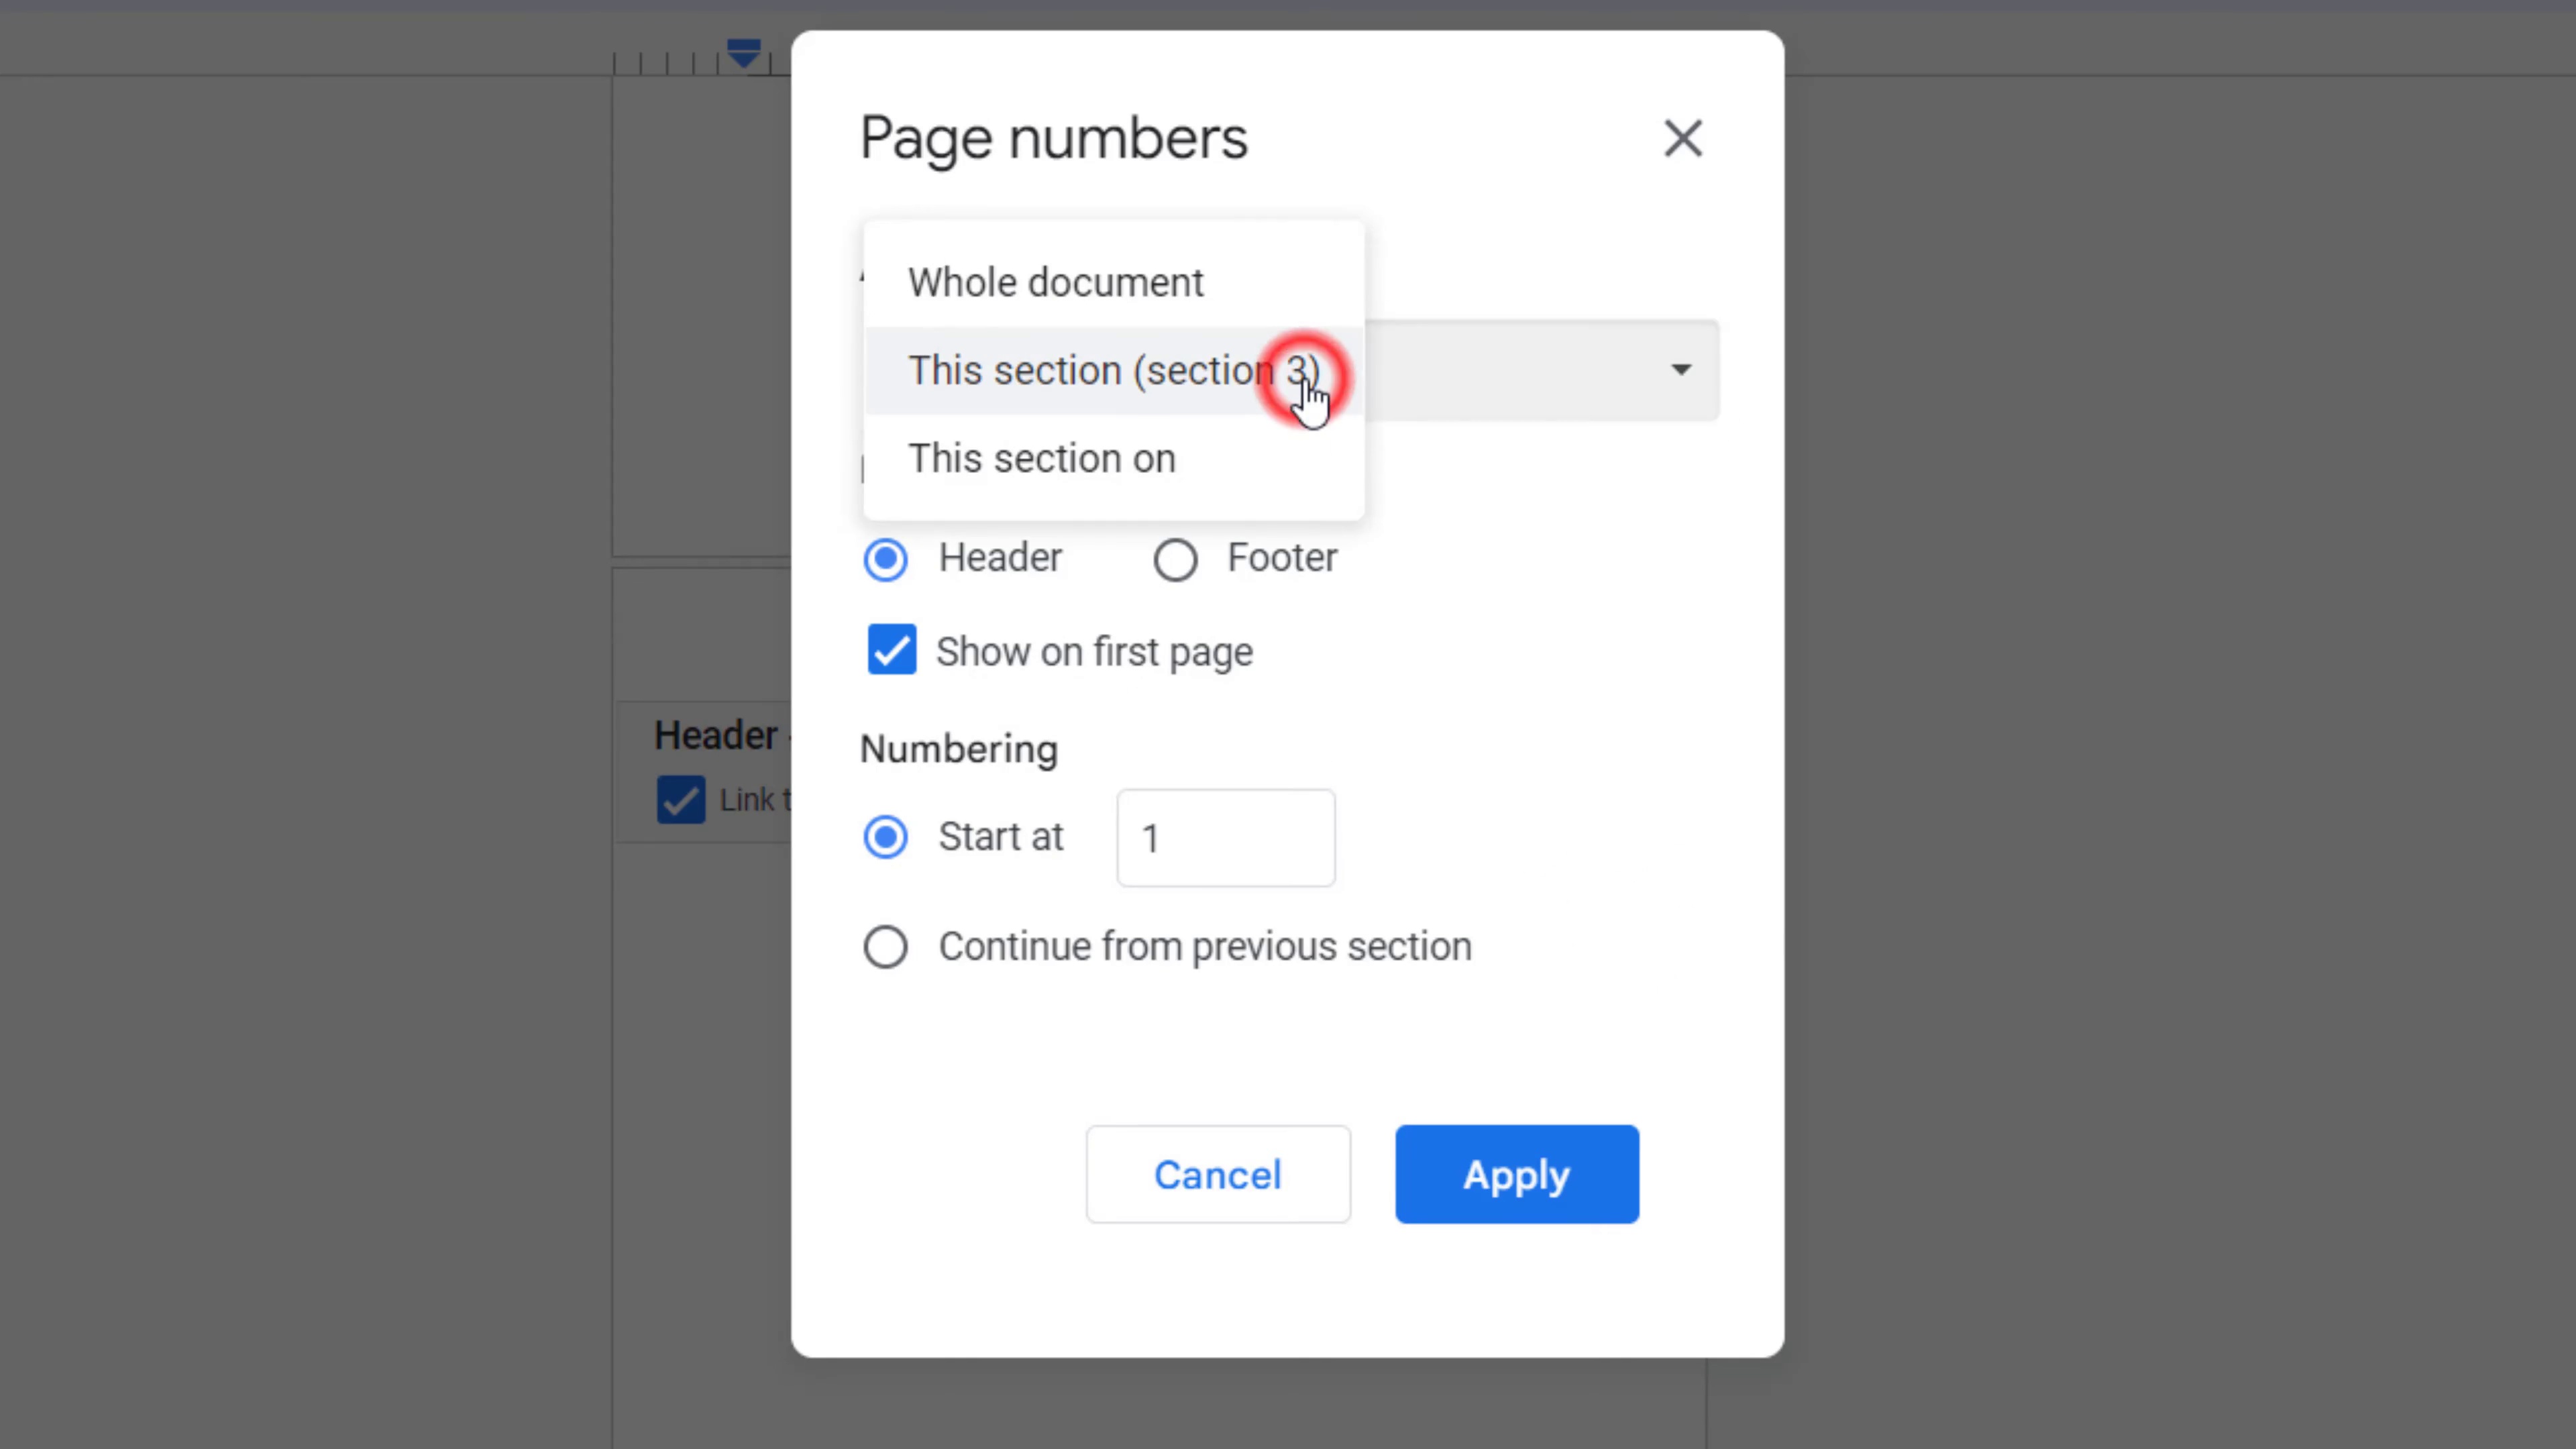 Page numbers
Whole document
This section (section 3)
This section on
Header
Footer
Show on first page
Header
Link
Numbering
Start at
1
Continue from previous section
Cancel
Apply